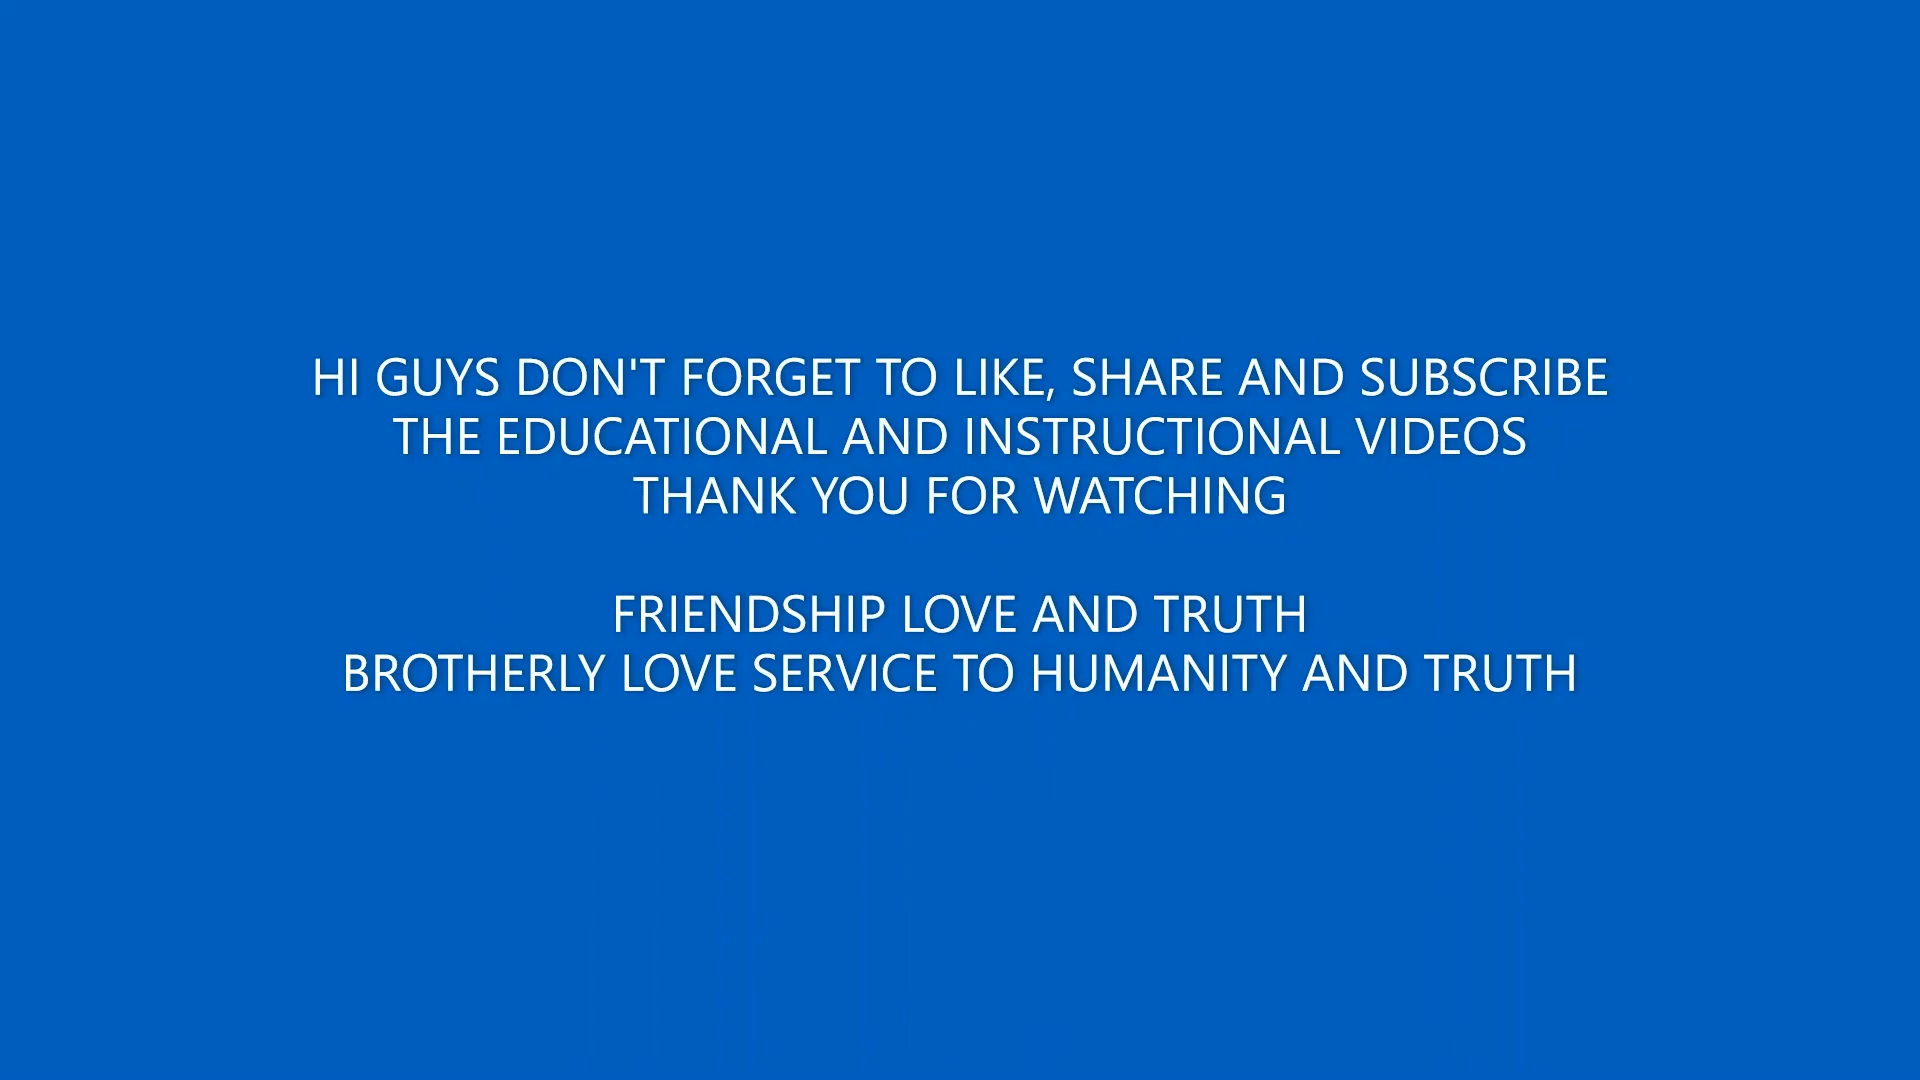 HI GUYS DON'T FORGET TO LIKE, SHARE AND SUBSCRIBE
THE EDUCATIONAL AND INSTRUCTIONAL VIDEOS
THANK YOU FOR WATCHING
FRIENDSHIP LOVE AND TRUTH
BROTHERLY LOVE SERVICE TO HUMANITY AND TRUTH